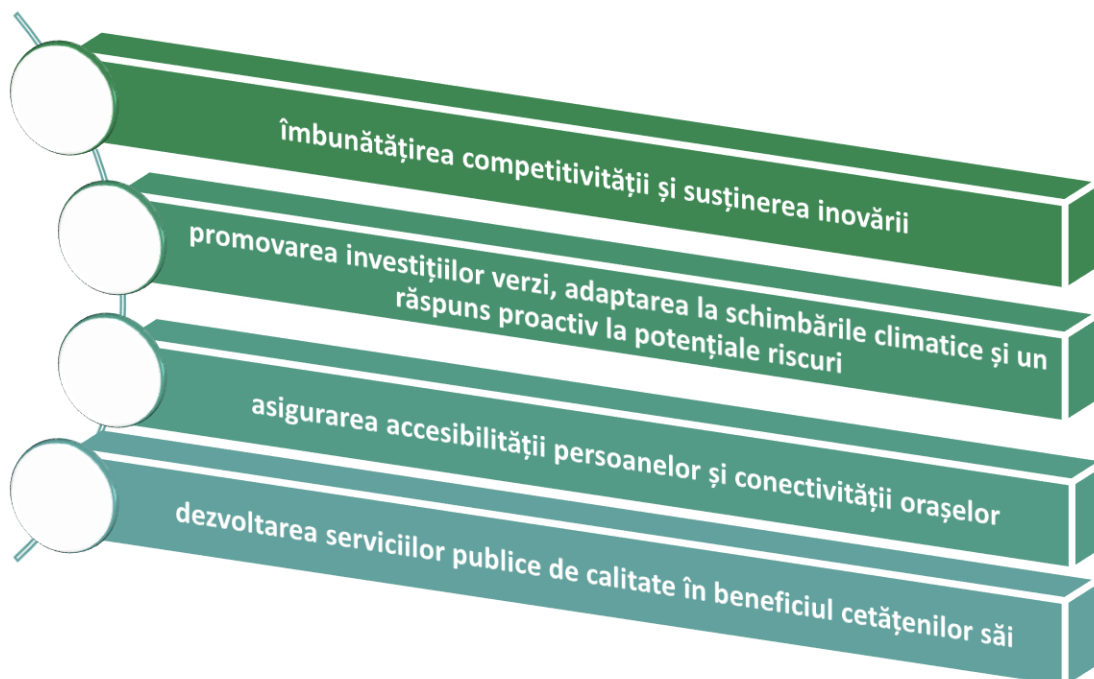 îmbunătățirea competitivității și susținerea inovării
promovarea investițiilor verzi, adaptarea la schimbările climatice și un
răspuns proactiv la potențiale riscuri
asigurarea accesibilității persoanelor și conectivității orașelor
dezvoltarea serviciilor publice de calitate în beneficiul cetățenilor săi